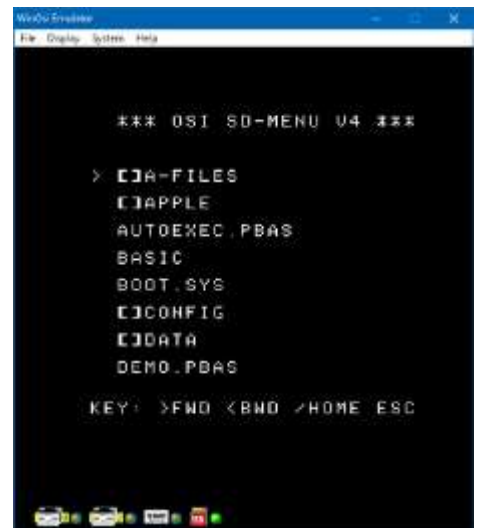 WinOsi Emulator
File Display System Help
*** OSI SD-MENU V4 ***
> []A-FILES
[]APPLE
AUTOEXEC.PBAS
BASIC
BOOT.SYS
[]CONFIG
[]DATA
DEMO.PBAS
KEY: >FWD <BWD /HOME ESC